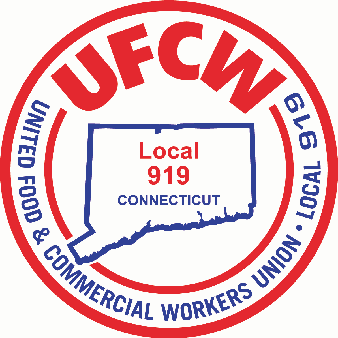 UFCW
Local
919
CONNECTICUT
UNITED FOOD & COMMERCIAL WORKERS UNION • LOCAL 919